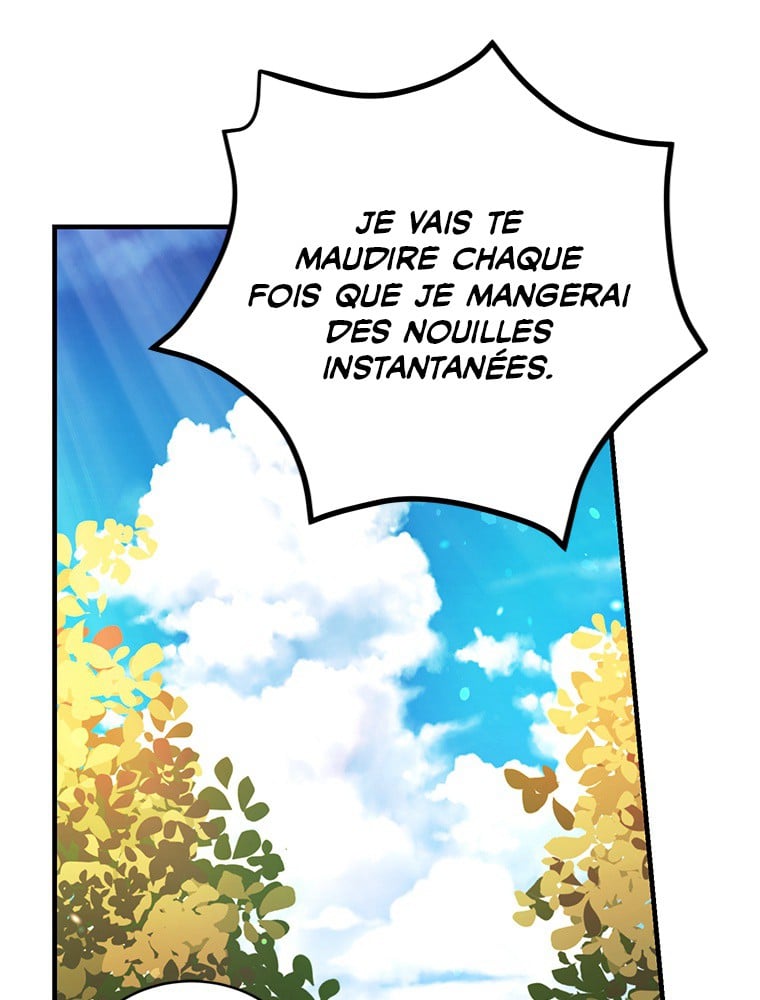 JE VAIS TE
MAUDIRE CHAQUE
FOIS QUE JE MANGERAI
DES NOUILLES
INSTANTANÉES.